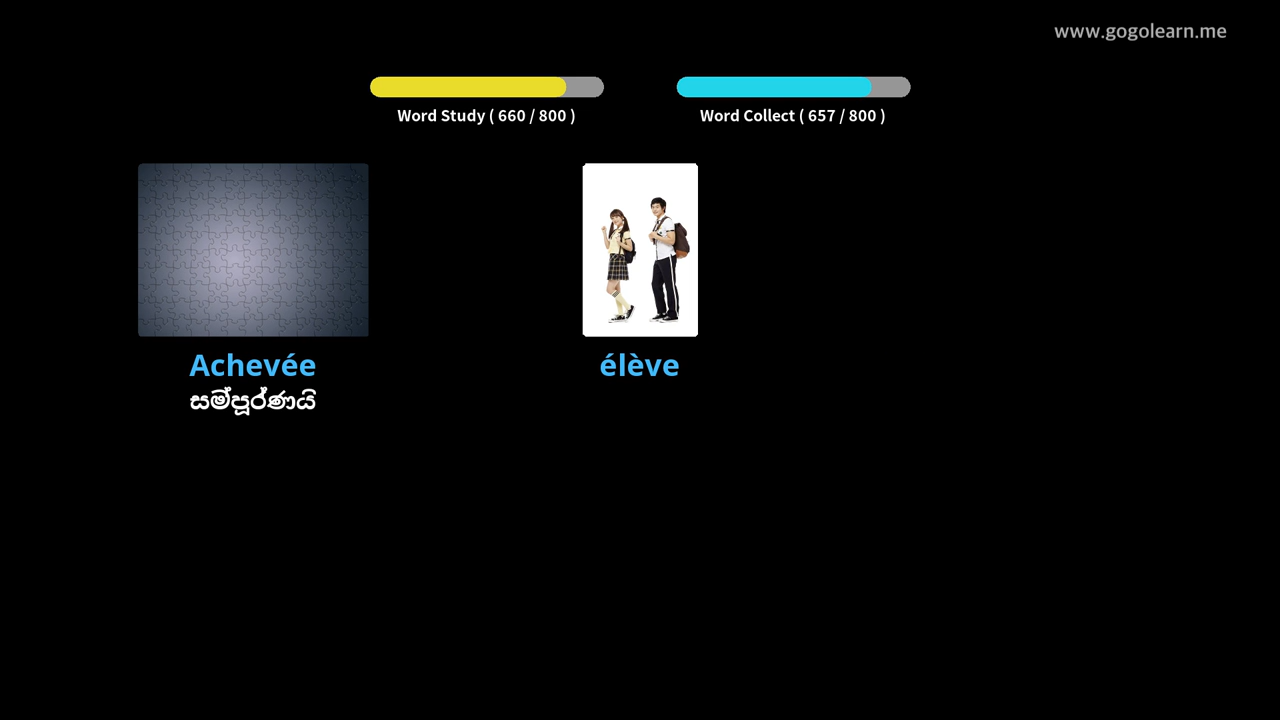 www.gogolearn.me
Word Study ( 660 / 800 )
Word Collect ( 657 / 800 )
Achevée
සම්පූර්ණයි
élève